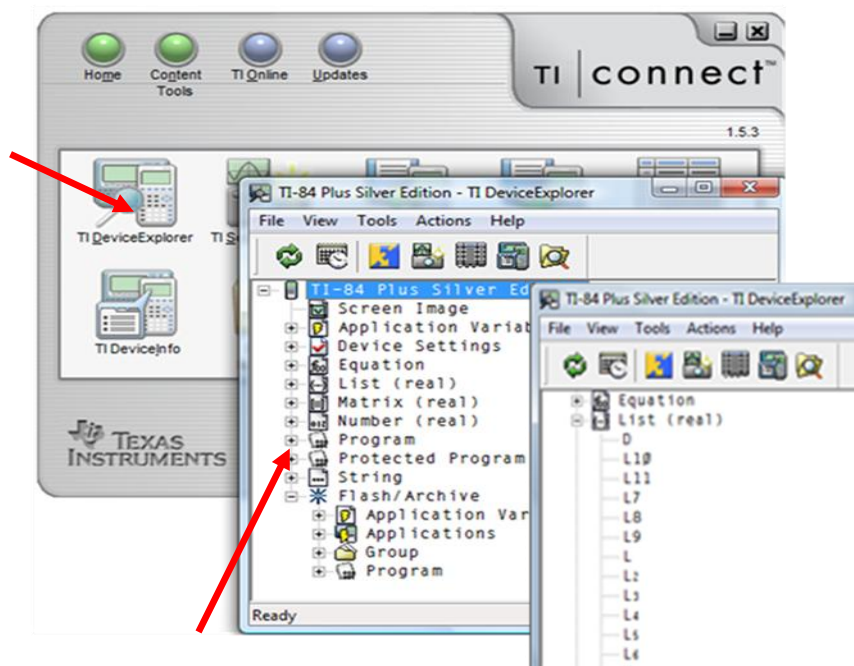 Home
Content
Tools
TI Online
Updates
TI connect™
1.5.3
TI DeviceExplorer
TI DeviceInfo
TEXAS
INSTRUMENTS
TI-84 Plus Silver Edition - TI DeviceExplorer
File View Tools Actions Help
TI-84 Plus Silver Ed
Screen Image
Application Variab
Device Settings
Equation
List (real)
Matrix (real)
Number (real)
Program
Protected Program
String
Flash/Archive
Application Var
Applications
Group
Program
Ready
TI-84 Plus Silver Edition - TI DeviceExplorer
File View Tools Actions Help
Equation
List (real)
D
L10
L11
L7
L8
L9
L
L2
L3
L4
L5
L6